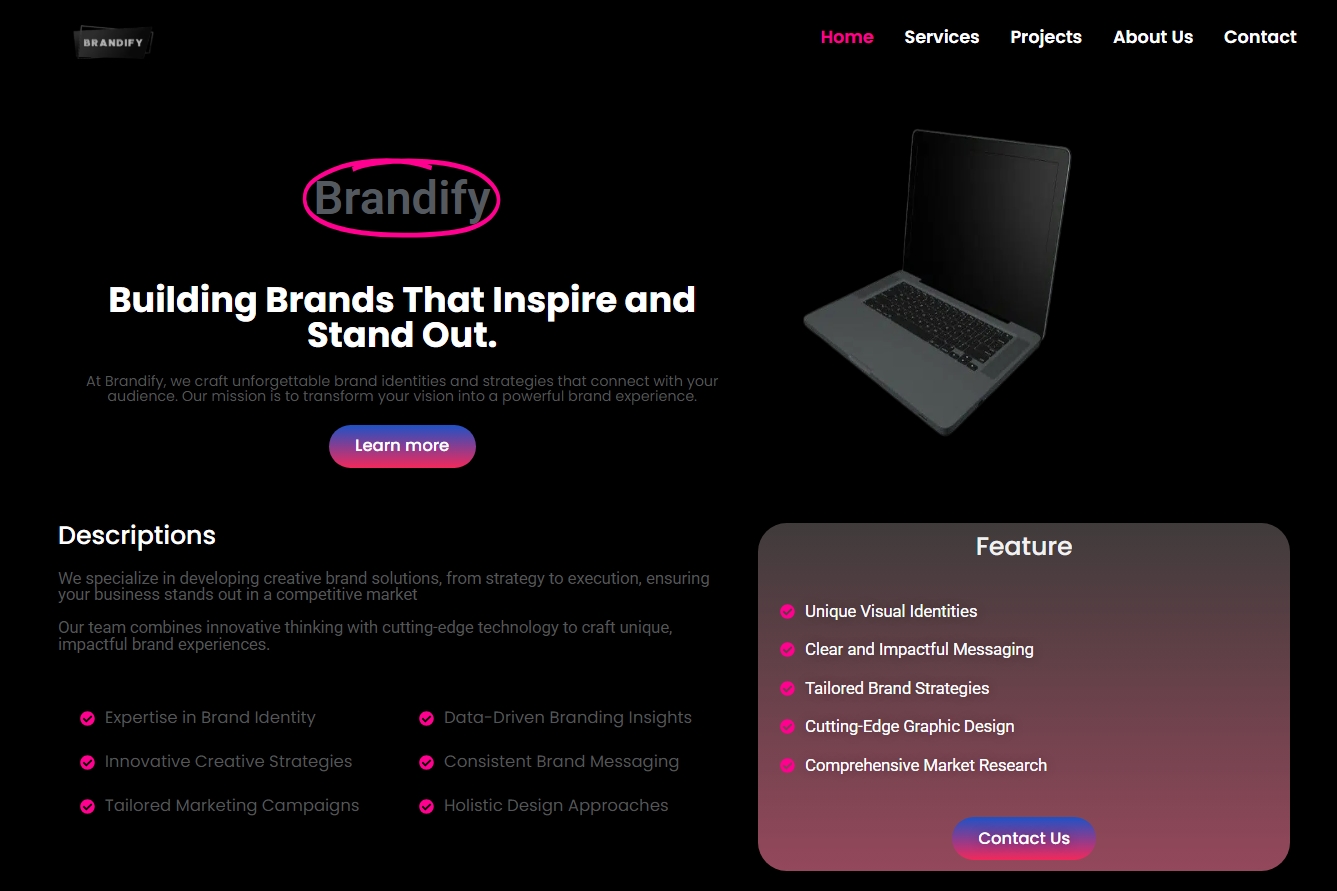 BRANDIFY
Home Services Projects About Us Contact
Brandify
Building Brands That Inspire and
Stand Out.
At Brandify, we craft unforgettable brand identities and strategies that connect with your
audience. Our mission is to transform your vision into a powerful brand experience.
Learn more
Descriptions
We specialize in developing creative brand solutions, from strategy to execution, ensuring
your business stands out in a competitive market
Our team combines innovative thinking with cutting-edge technology to craft unique,
impactful brand experiences.
Expertise in Brand Identity
Innovative Creative Strategies
Tailored Marketing Campaigns
Data-Driven Branding Insights
Consistent Brand Messaging
Holistic Design Approaches
Feature
Unique Visual Identities
Clear and Impactful Messaging
Tailored Brand Strategies
Cutting-Edge Graphic Design
Comprehensive Market Research
Contact Us